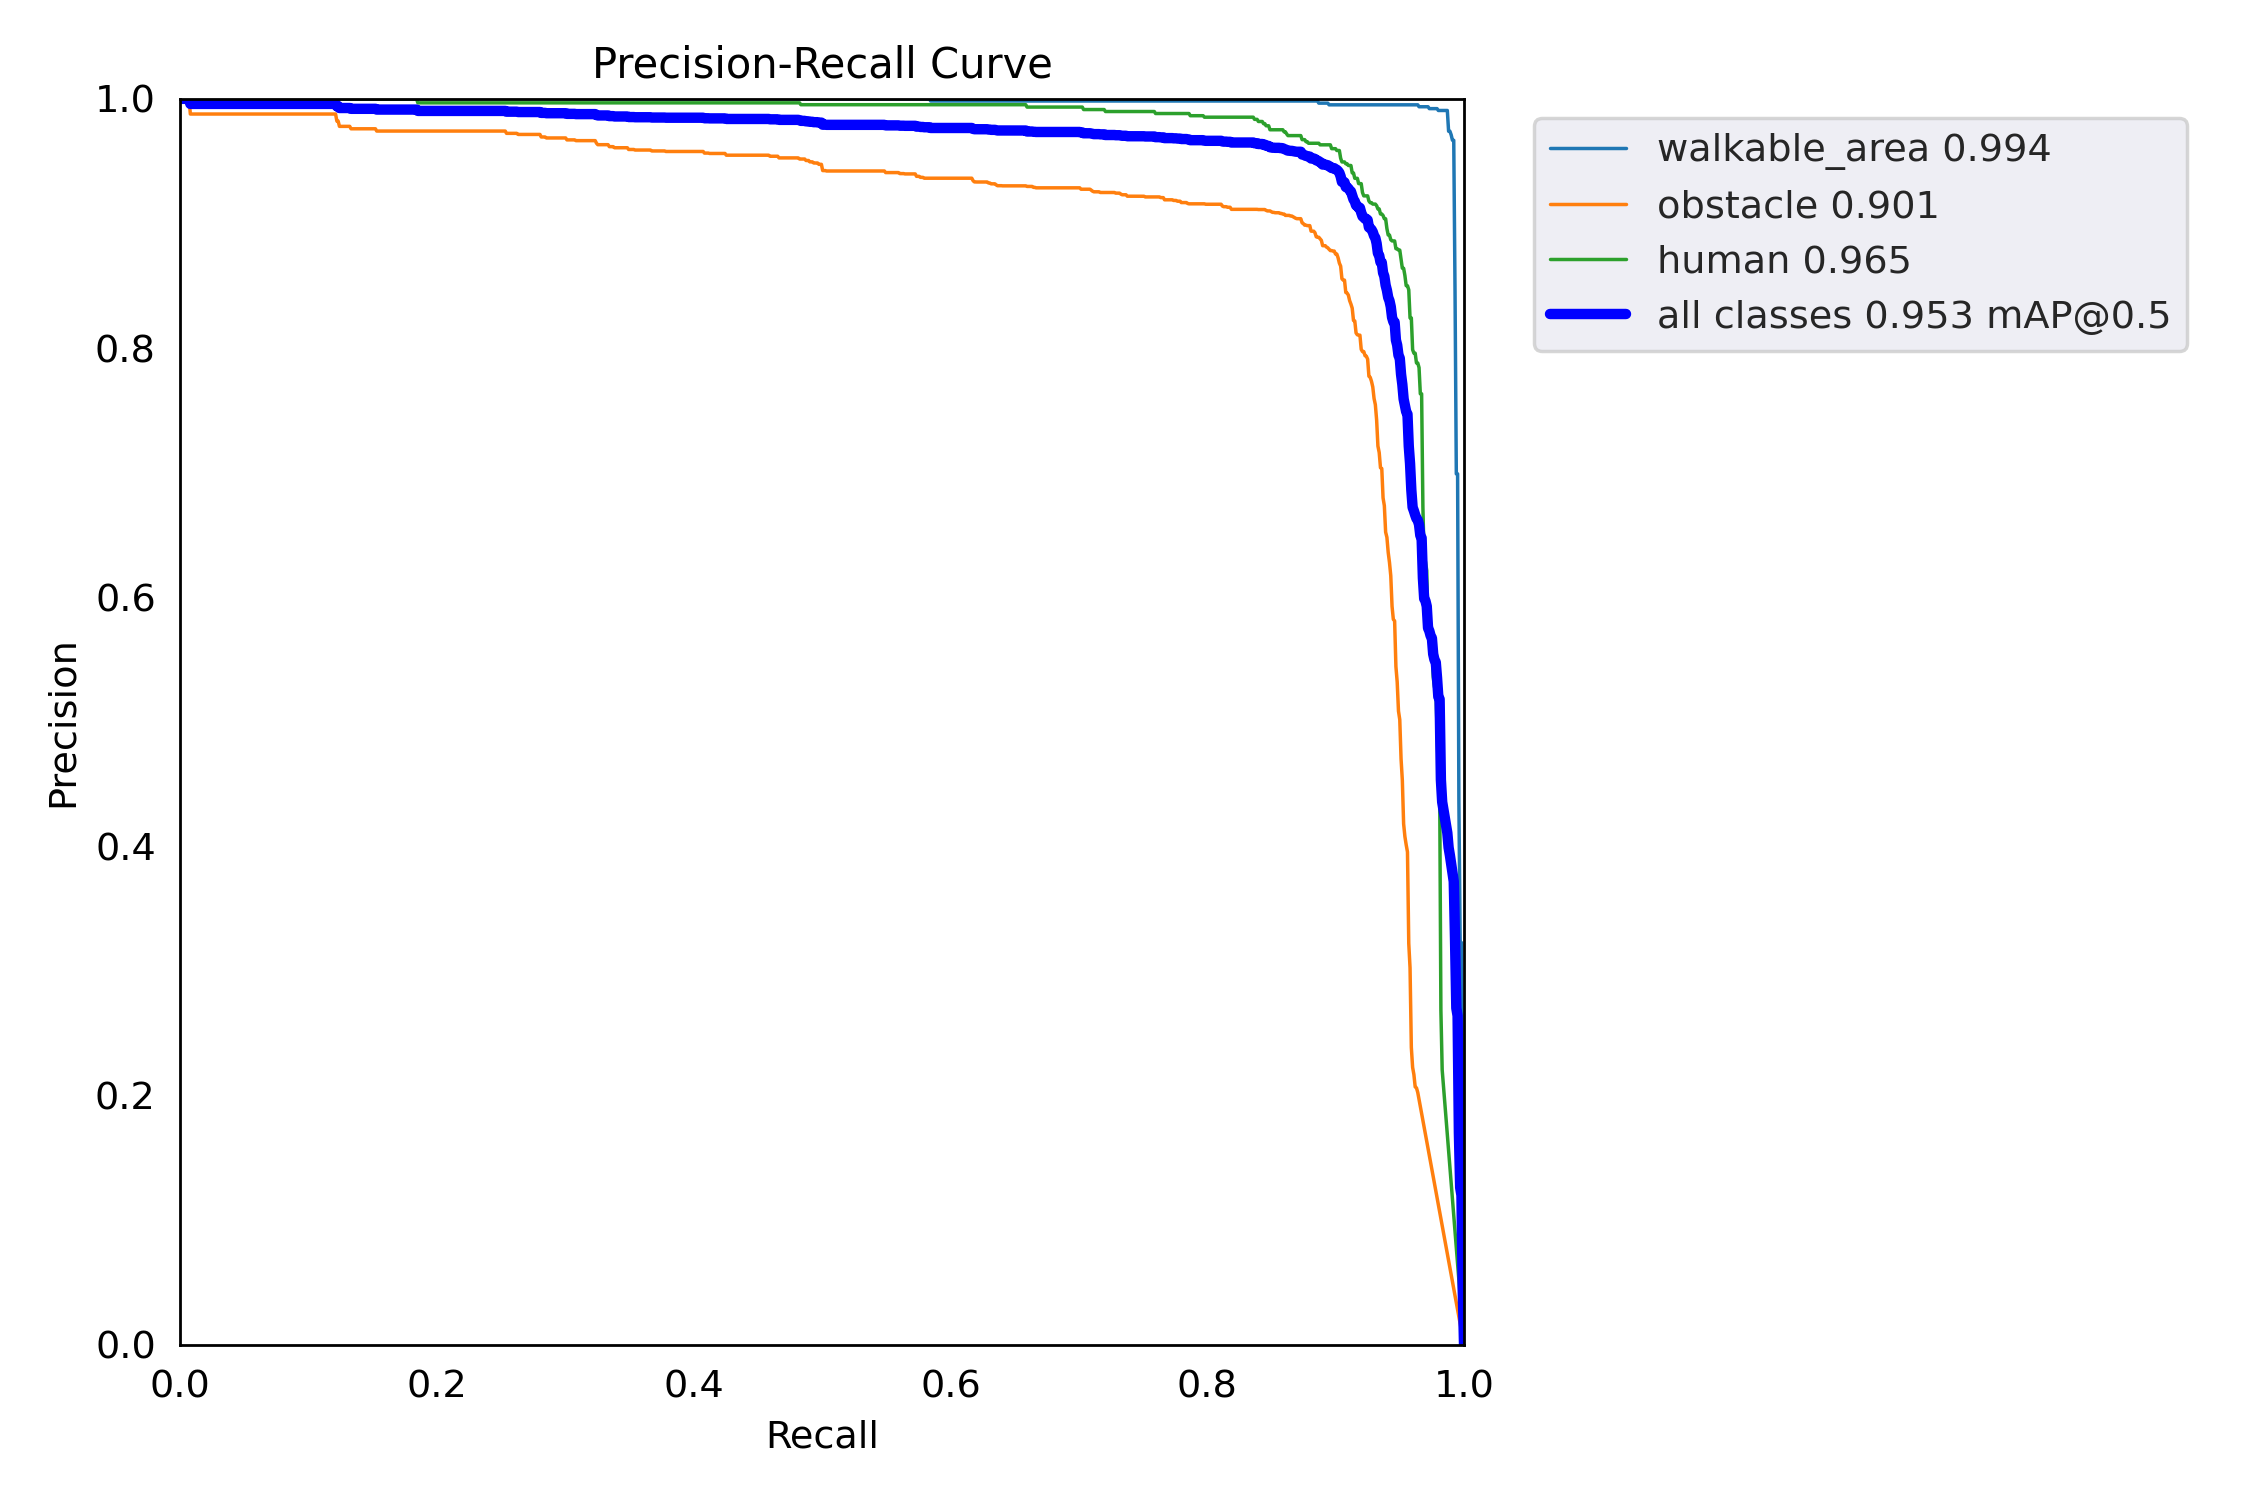 Precision-Recall Curve
1.0
0.8
0.6
0.4
0.2
0.0
Precision
0.0 0.2 0.4 0.6 0.8 1.0
Recall
walkable_area 0.994
obstacle 0.901
human 0.965
all classes 0.953 mAP@0.5